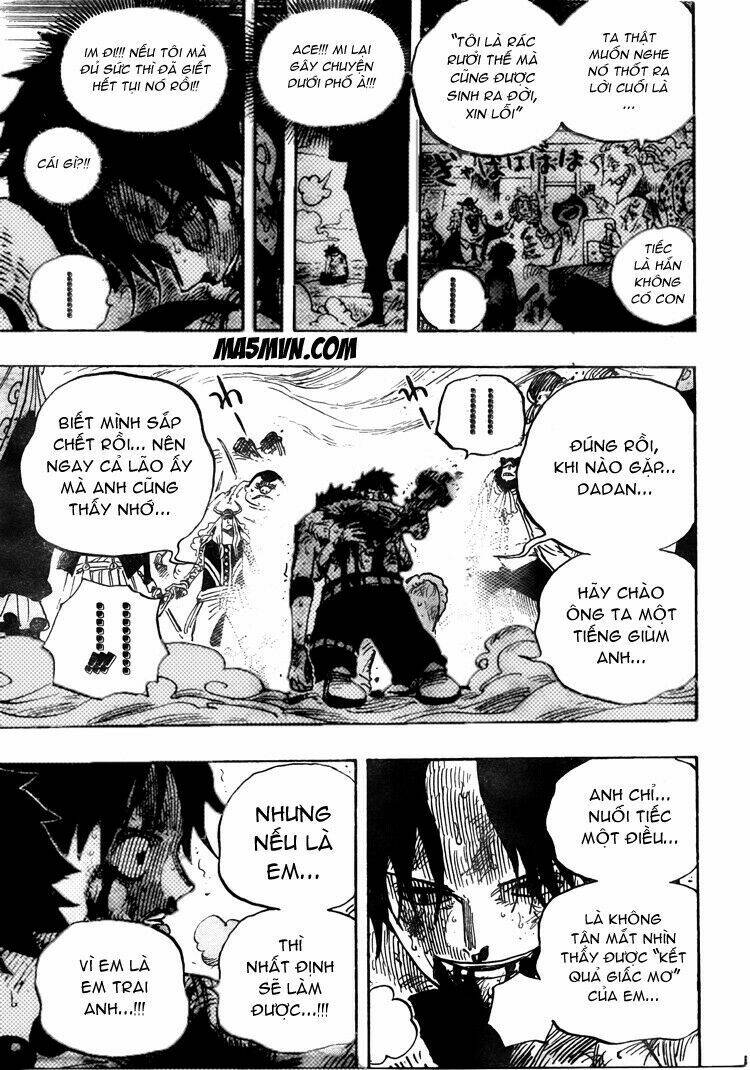 TA THẬT
MUỐN NGHE
NÓ THỐT RA
LỜI CUỐI LÀ
...
"TÔI LÀ RÁC
RƯỞI THẾ MÀ
CŨNG ĐƯỢC
SINH RA ĐỜI,
XIN LỖI"
TIẾC
LÀ HẮN
KHÔNG
CÓ CON
ACE!!! MI LẠI
GÂY CHUYỆN
DƯỚI PHỐ À!!!
IM ĐI!!! NẾU TÔI MÀ
ĐỦ SỨC THÌ ĐÃ GIẾT
HẾT TỤI NÓ RỒI!!
CÁI GÌ?!!
MA5MVN.COM
ĐÚNG RỒI,
KHI NÀO GẶP...
DADAN...
HÃY CHÀO
ÔNG TA MỘT
TIẾNG GIÙM
ANH...
BIẾT MÌNH SẮP
CHẾT RỒI... NÊN
NGAY CẢ LÃO ẤY
MÀ ANH CŨNG
THẤY NHỚ...
ANH CHỈ...
NUỐI TIẾC
MỘT ĐIỀU...
LÀ KHÔNG
TẬN MẮT NHÌN
THẤY ĐƯỢC "KẾT
QUẢ GIẤC MƠ"
CỦA EM...
NHƯNG
NẾU LÀ
EM...
THÌ
NHẤT ĐỊNH
SẼ LÀM
ĐƯỢC...!!!
VÌ EM LÀ
EM TRAI
ANH...!!!